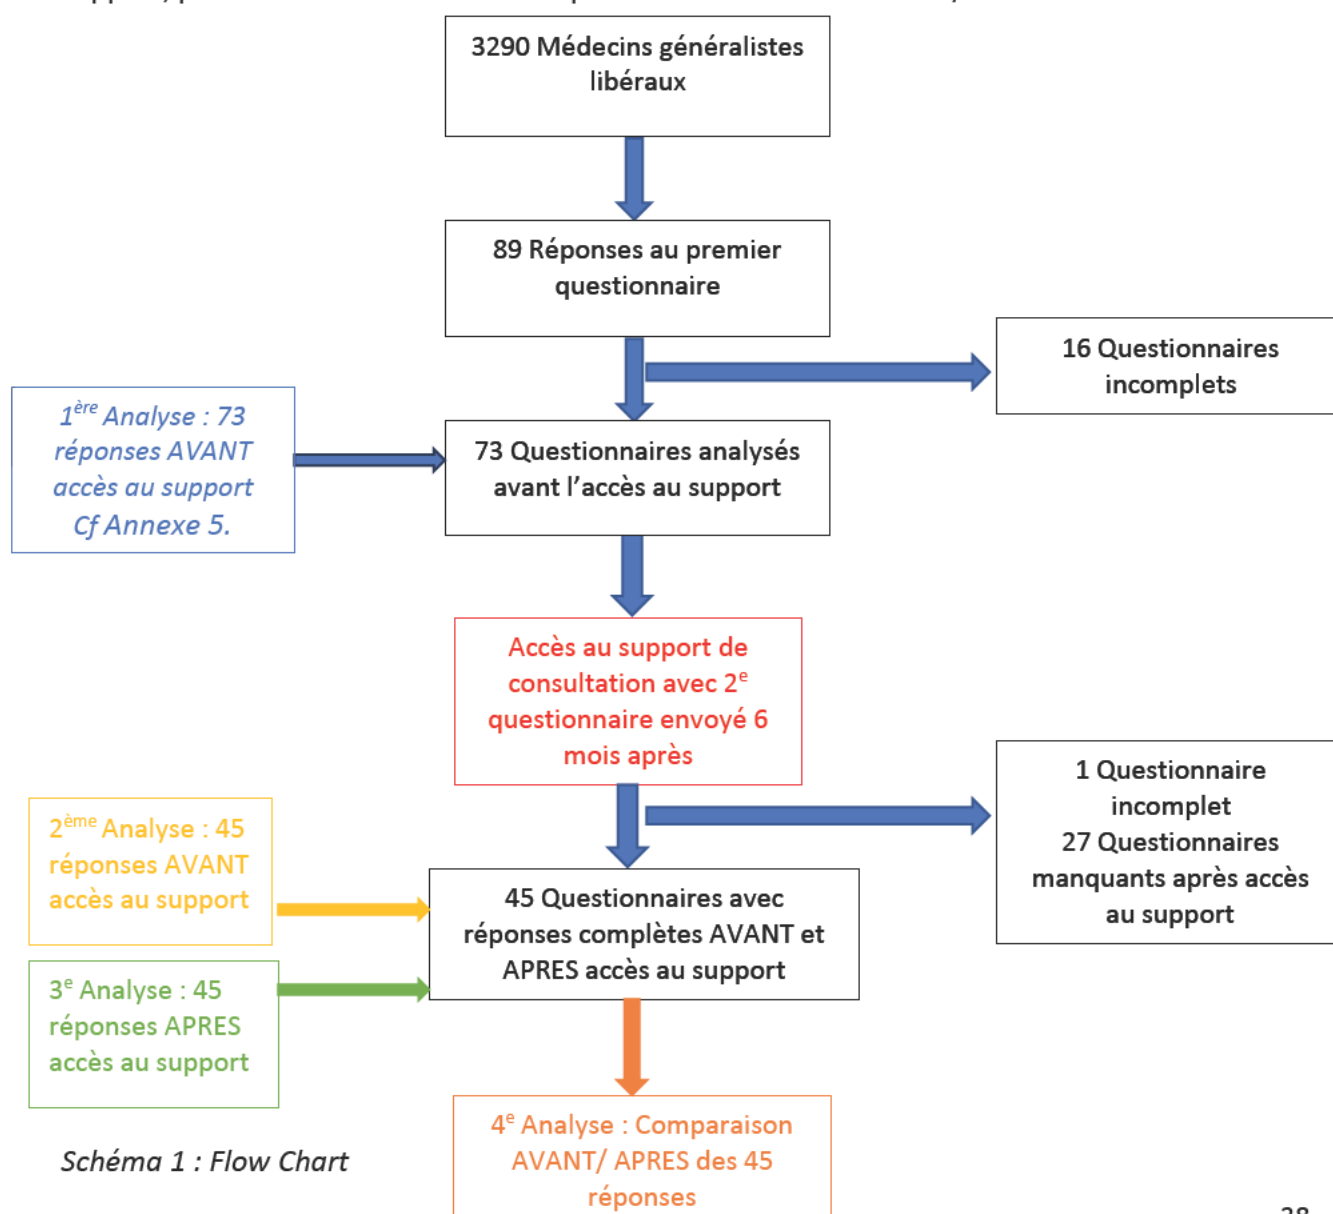 3290 Médecins généralistes
libéraux
89 Réponses au premier
questionnaire
16 Questionnaires
incomplets
1ère Analyse : 73
réponses AVANT
accès au support
Cf Annexe 5.
73 Questionnaires analysés
avant l’accès au support
Accès au support de
consultation avec 2e
questionnaire envoyé 6
mois après
1 Questionnaire
incomplet
27 Questionnaires
manquants après accès
au support
2ème Analyse : 45
réponses AVANT
accès au support
45 Questionnaires avec
réponses complètes AVANT et
APRES accès au support
3e Analyse : 45
réponses APRES
accès au support
4e Analyse : Comparaison
AVANT/ APRES des 45
réponses
Schéma 1 : Flow Chart